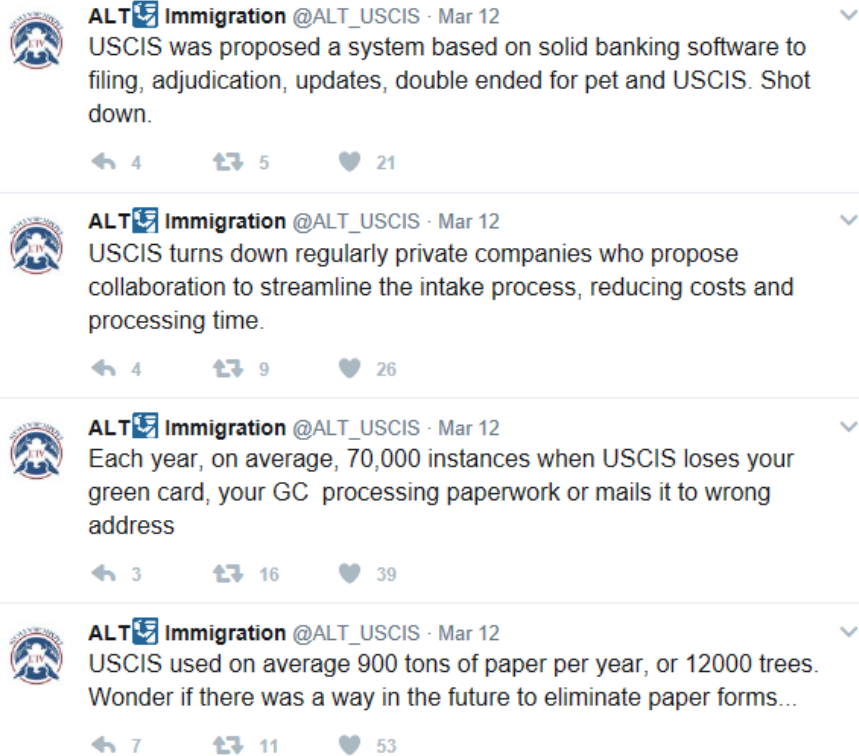 ALT Immigration @ALT_USCIS · Mar 12
USCIS was proposed a system based on solid banking software to
filing, adjudication, updates, double ended for pet and USCIS. Shot
down.
4 5 21
ALT Immigration @ALT_USCIS · Mar 12
USCIS turns down regularly private companies who propose
collaboration to streamline the intake process, reducing costs and
processing time.
4 9 26
ALT Immigration @ALT_USCIS · Mar 12
Each year, on average, 70,000 instances when USCIS loses your
green card, your GC processing paperwork or mails it to wrong
address
3 16 39
ALT Immigration @ALT_USCIS · Mar 12
USCIS used on average 900 tons of paper per year, or 12000 trees.
Wonder if there was a way in the future to eliminate paper forms...
7 11 53